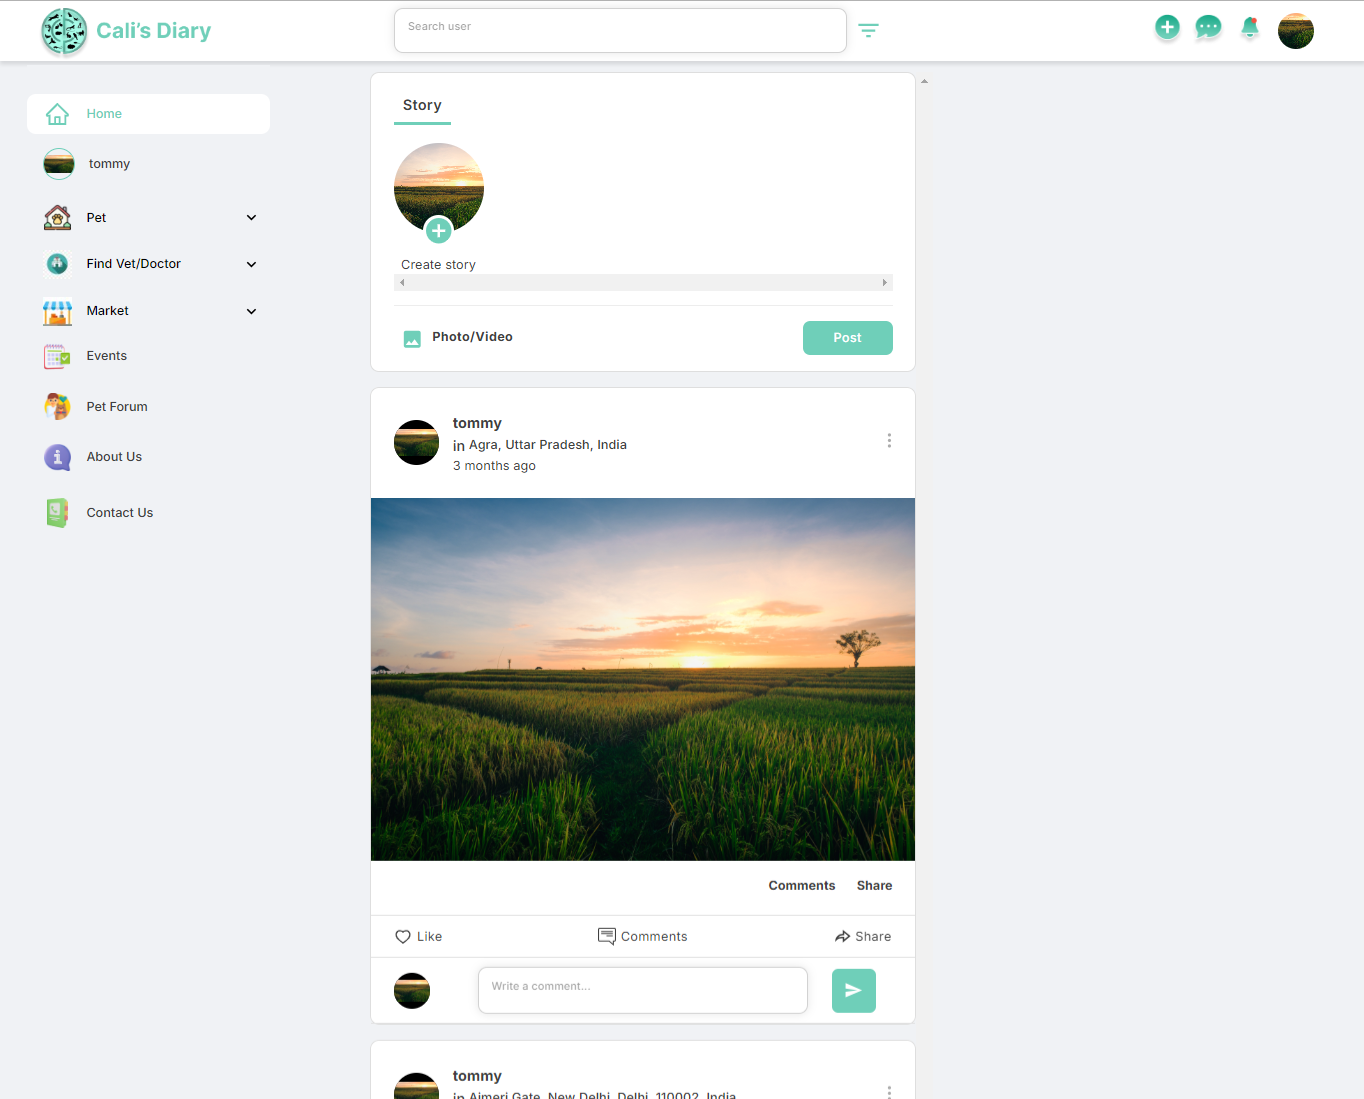 Cali's Diary
Search user
Home
tommy
Pet
Find Vet/Doctor
Market
Events
Pet Forum
About Us
Contact Us
Story
Create story
Photo/Video
Post
tommy
in Agra, Uttar Pradesh, India
3 months ago
Comments Share
Like
Comments
Share
Write a comment...
tommy
in Ajmeri Gate, New Delhi, Delhi, 110002, India